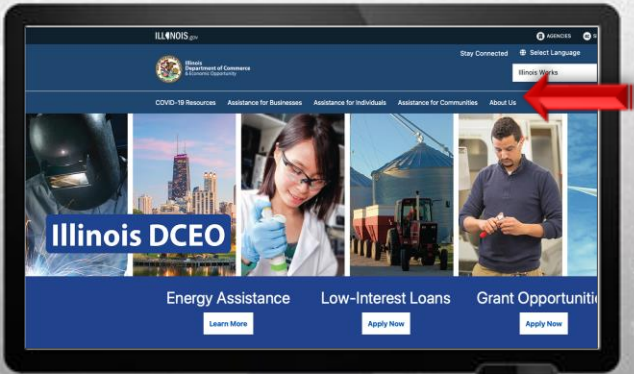 ILLINOIS.gov
AGENCIES
Stay Connected
Select Language
Illinois
Department of Commerce
& Economic Opportunity
Illinois Works
COVID-19 Resources
Assistance for Businesses
Assistance for Individuals
Assistance for Communities
About Us
Illinois DCEO
Energy Assistance
Low-Interest Loans
Grant Opportuniti
Learn More
Apply Now
Apply Now